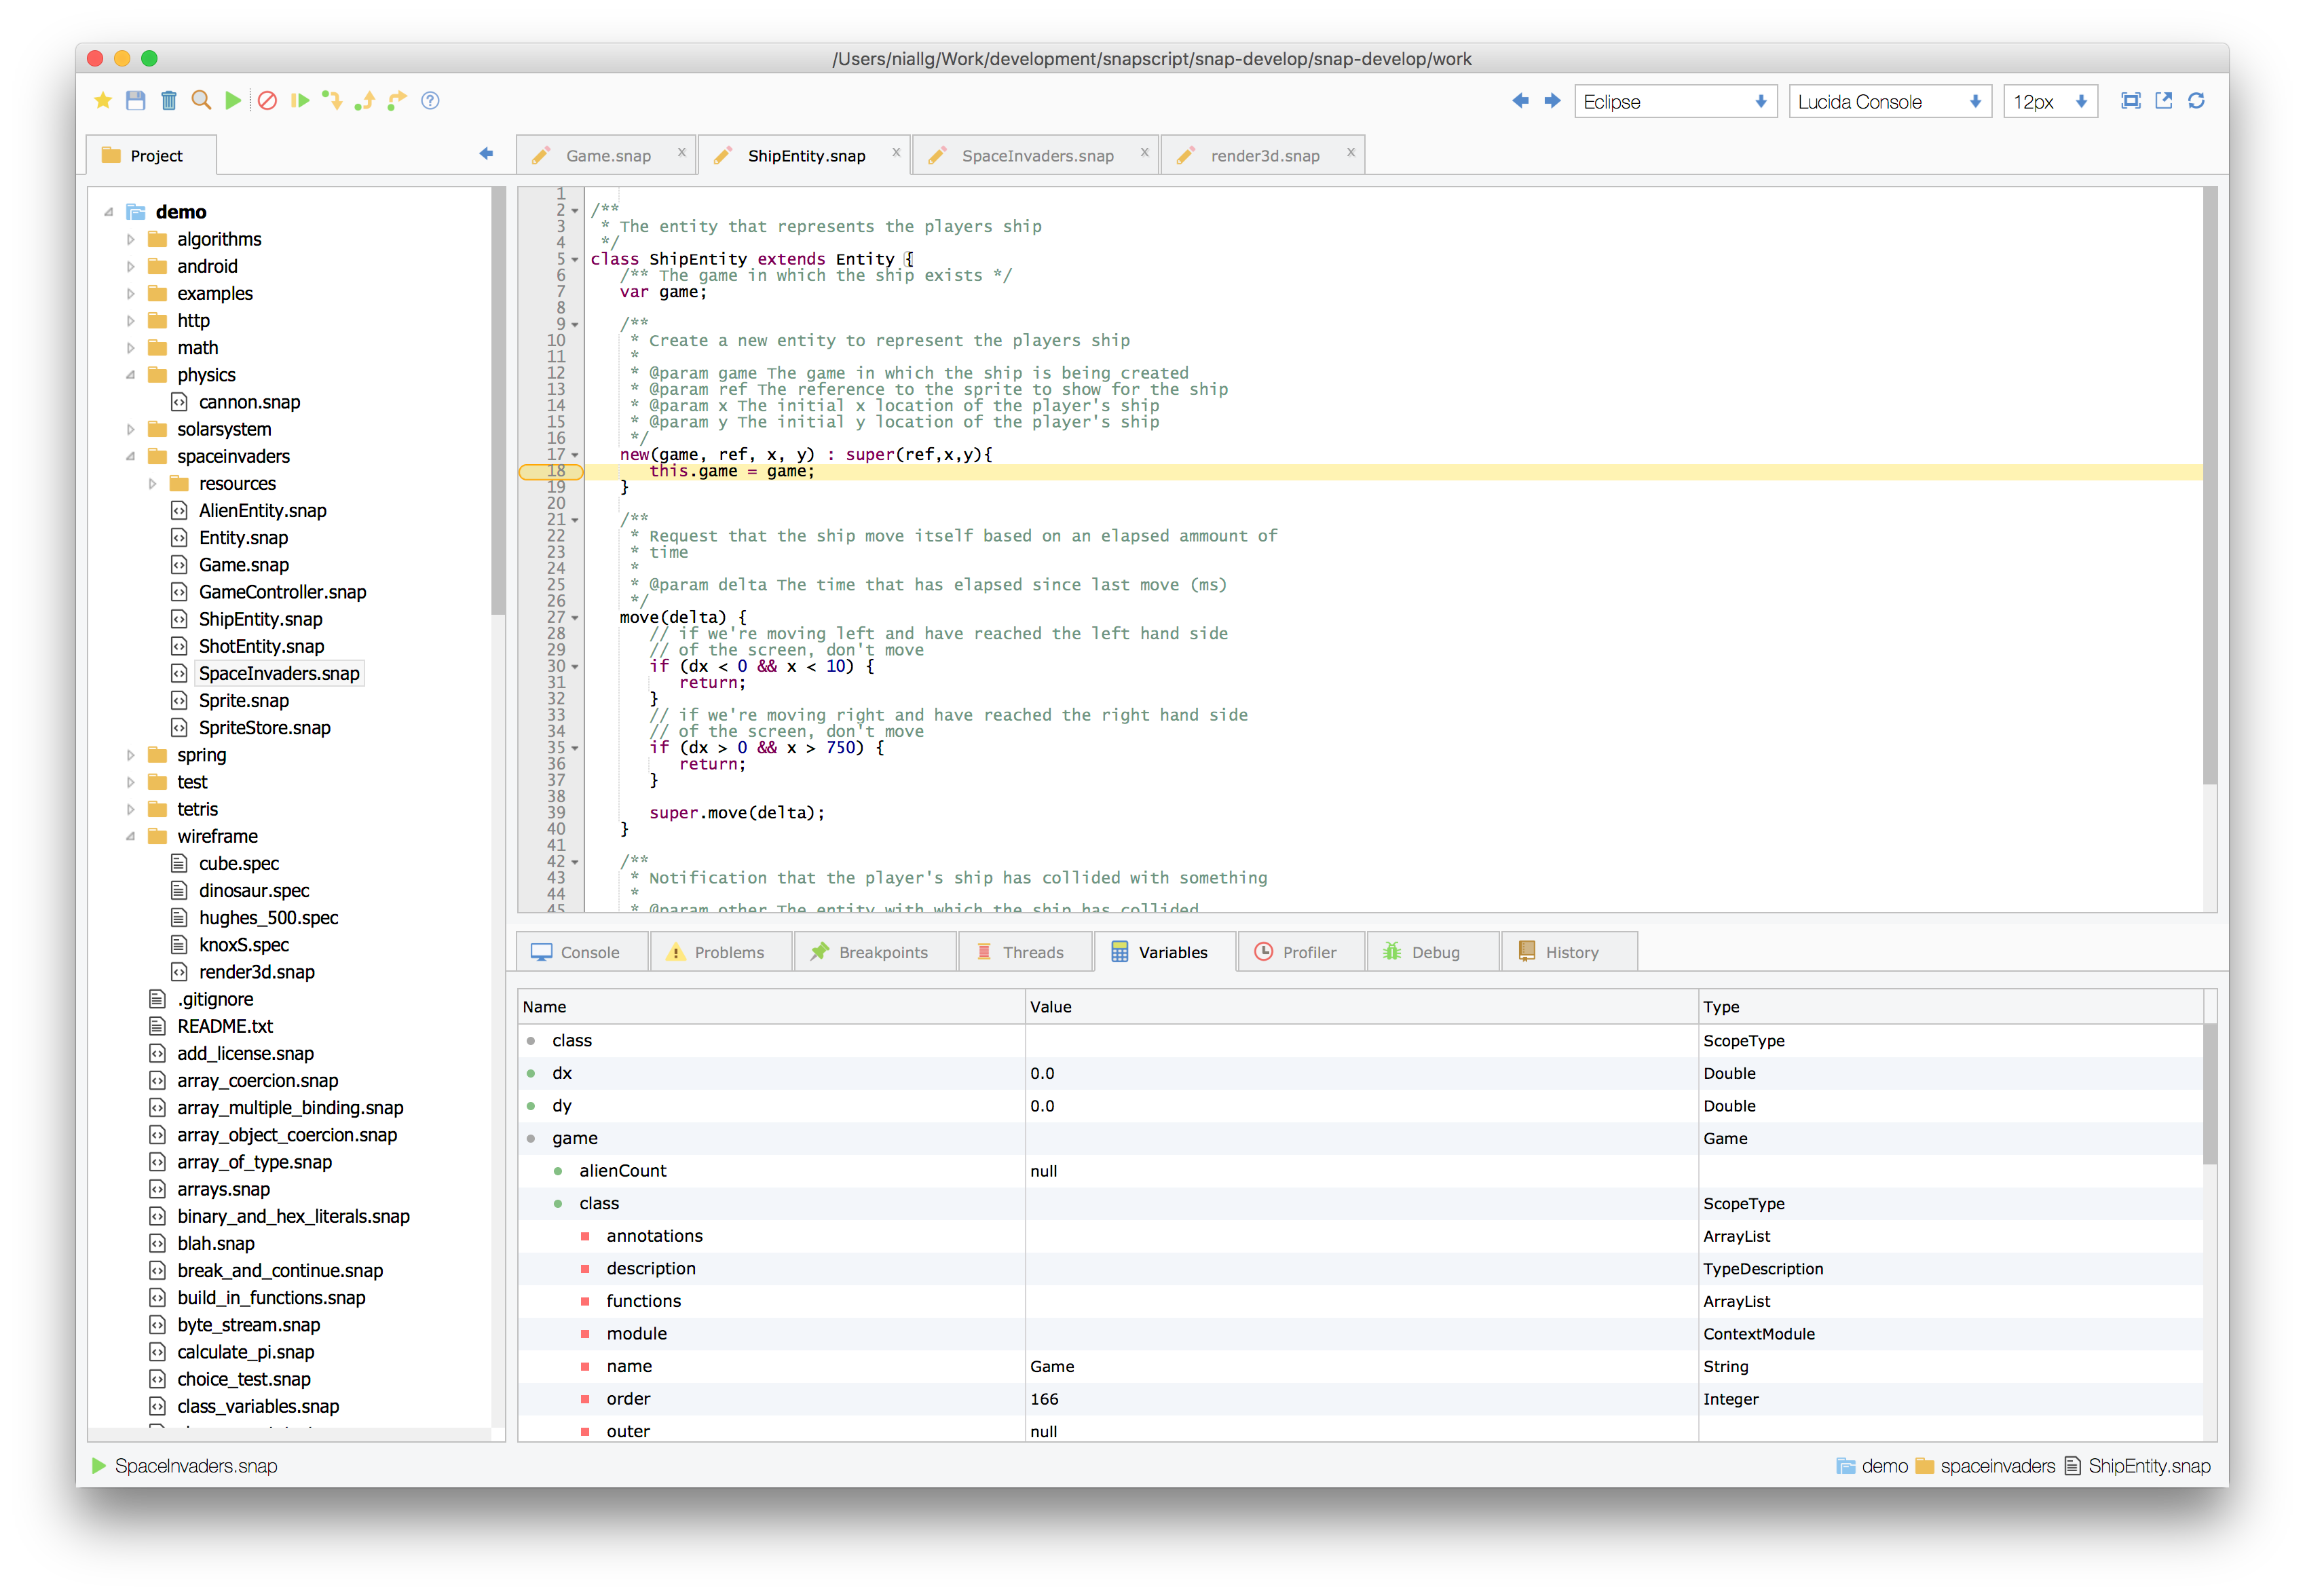 /Users/niallg/Work/development/snapscript/snap-develop/snap-develop/work
Eclipse
Lucida Console
12px
Project
Game.snap x
ShipEntity.snap x
SpaceInvaders.snap x
render3d.snap x
demo
algorithms
android
examples
http
math
physics
cannon.snap
solarsystem
spaceinvaders
resources
AlienEntity.snap
Entity.snap
Game.snap
GameController.snap
ShipEntity.snap
ShotEntity.snap
SpaceInvaders.snap
Sprite.snap
SpriteStore.snap
spring
test
tetris
wireframe
cube.spec
dinosaur.spec
hughes_500.spec
knoxS.spec
render3d.snap
.gitignore
README.txt
add_license.snap
array_coercion.snap
array_multiple_binding.snap
array_object_coercion.snap
array_of_type.snap
arrays.snap
binary_and_hex_literals.snap
blah.snap
break_and_continue.snap
build_in_functions.snap
byte_stream.snap
calculate_pi.snap
choice_test.snap
class_variables.snap
1
2 /**
3 * The entity that represents the players ship
4 */
5 class ShipEntity extends Entity {
6 /** The game in which the ship exists */
7 var game;
8
9 /**
10 * Create a new entity to represent the players ship
11 *
12 * @param game The game in which the ship is being created
13 * @param ref The reference to the sprite to show for the ship
14 * @param x The initial x location of the player's ship
15 * @param y The initial y location of the player's ship
16 */
17 new(game, ref, x, y) : super(ref,x,y){
18 this.game = game;
19 }
20
21 /**
22 * Request that the ship move itself based on an elapsed ammount of
23 * time
24 *
25 * @param delta The time that has elapsed since last move (ms)
26 */
27 move(delta) {
28 // if we're moving left and have reached the left hand side
29 // of the screen, don't move
30 if (dx < 0 && x < 10) {
31 return;
32 }
33 // if we're moving right and have reached the right hand side
34 // of the screen, don't move
35 if (dx > 0 && x > 750) {
36 return;
37 }
38
39 super.move(delta);
40 }
41
42 /**
43 * Notification that the player's ship has collided with something
44 *
45 * @param other The entity with which the ship has collided
Console
Problems
Breakpoints
Threads
Variables
Profiler
Debug
History
Name Value Type
class ScopeType
dx 0.0 Double
dy 0.0 Double
game Game
alienCount null
class ScopeType
annotations ArrayList
description TypeDescription
functions ArrayList
module ContextModule
name Game String
order 166 Integer
outer null
SpaceInvaders.snap
demo spaceinvaders ShipEntity.snap